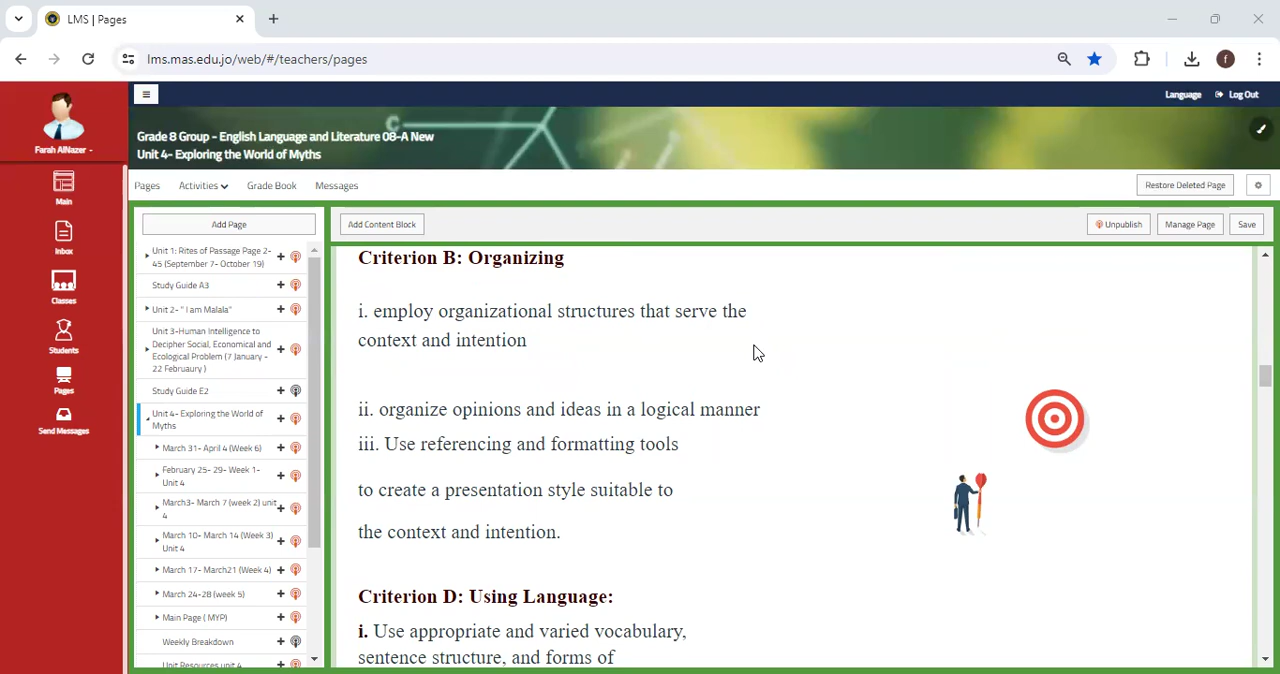 LMS | Pages
lms.mas.edu.jo/web/#/teachers/pages
f
Language
Log Out
Farah AlNazer -
Grade 8 Group - English Language and Literature 08-A New
Unit 4- Exploring the World of Myths
Main
Inbox
Classes
Students
Pages
Send Messages
Pages
Activities
Grade Book
Messages
Restore Deleted Page
Add Page
Unit 1: Rites of Passage Page 2-
45 (September 7- October 19)
Study Guide A3
Unit 2- " I am Malala"
Unit 3-Human Intelligence to
Decipher Social, Economical and
Ecological Problem (7 January -
22 Februaury )
Study Guide E2
Unit 4- Exploring the World of
Myths
March 31- April 4 (Week 6)
February 25- 29- Week 1-
Unit 4
March3- March 7 (week 2) unit
4
March 10- March 14 (Week 3)
Unit 4
March 17- March21 (Week 4)
March 24-28 (week 5)
Main Page ( MYP)
Weekly Breakdown
Unit Resources unit 4
Add Content Block
Unpublish
Manage Page
Save
Criterion B: Organizing
i. employ organizational structures that serve the
context and intention
ii. organize opinions and ideas in a logical manner
iii. Use referencing and formatting tools
to create a presentation style suitable to
the context and intention.
Criterion D: Using Language:
i. Use appropriate and varied vocabulary,
sentence structure, and forms of